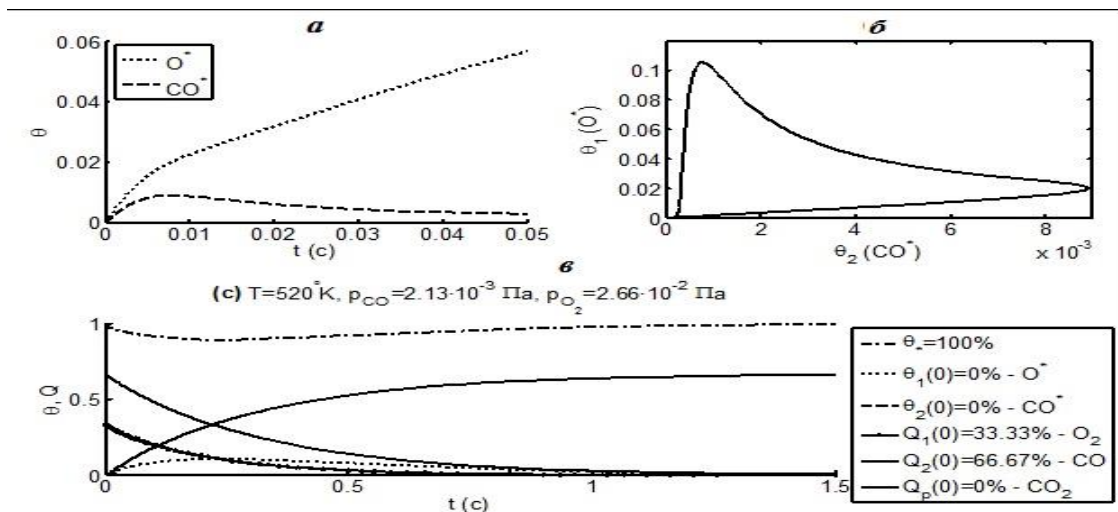 а
0.06
0.04
0.02
0
θ
O*
CO*
0 0.01 0.02 0.03 0.04 0.05
t (c)
б
0.1
0.08
0.06
0.04
0.02
0
θ₁(O*)
0 2 4 6 8
x 10⁻³
θ₂(CO*)
в
(c) T=520°K, p_CO=2.13·10⁻³ Па, p_O₂=2.66·10⁻² Па
1
0.5
0
θ,Q
0 0.5 1 1.5
t (c)
θ*=100%
θ₁(0)=0% - O*
θ₂(0)=0% - CO*
Q₁(0)=33.33% - O₂
Q₂(0)=66.67% - CO
Qp(0)=0% - CO₂